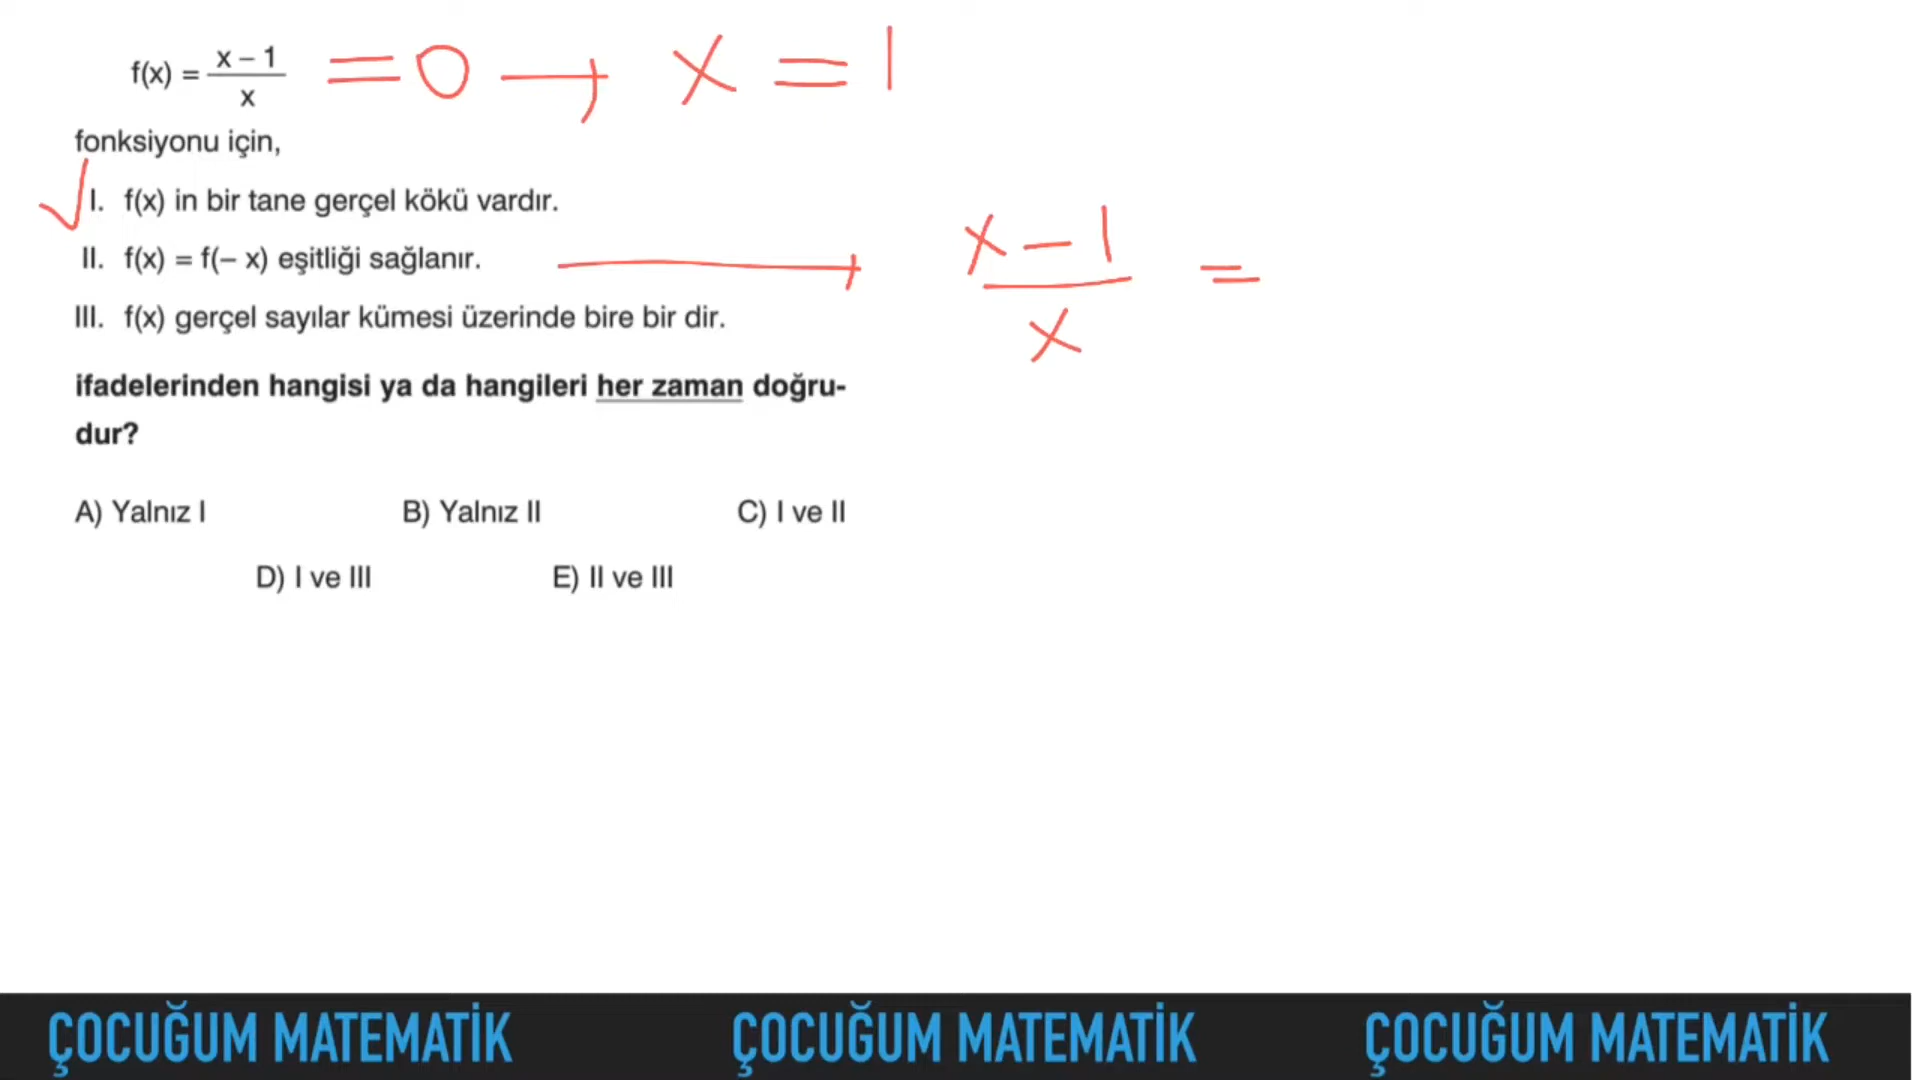 f(x) = x – 1 / x = 0 → x = 1
fonksiyonu için,
✓ I. f(x) in bir tane gerçel kökü vardır.
II. f(x) = f(– x) eşitliği sağlanır. → x – 1 / x =
III. f(x) gerçel sayılar kümesi üzerinde bire bir dir.
ifadelerinden hangisi ya da hangileri her zaman doğru-
dur?
A) Yalnız I B) Yalnız II C) I ve II
D) I ve III E) II ve III
ÇOCUĞUM MATEMATİK ÇOCUĞUM MATEMATİK ÇOCUĞUM MATEMATİK